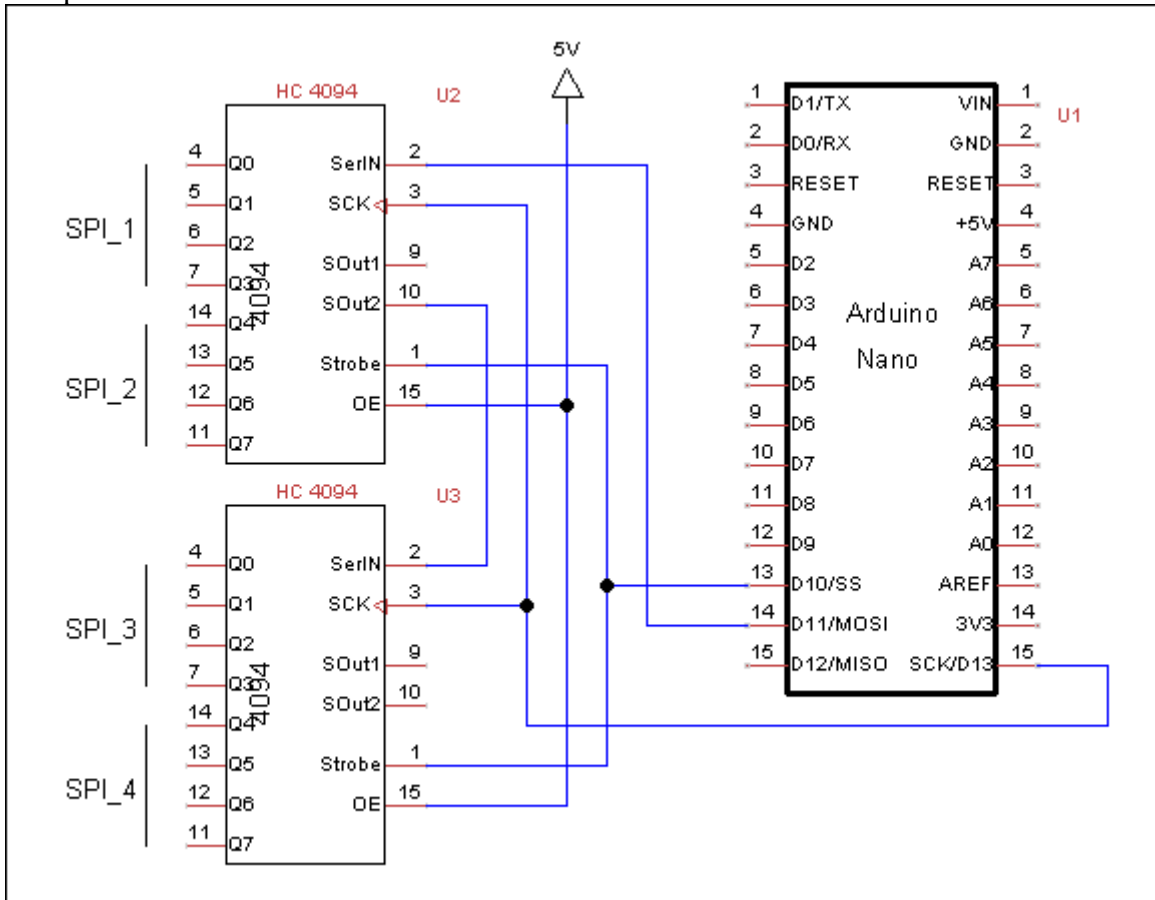 5V
HC 4094
U2
4 Q0
5 Q1
6 Q2
7 Q3
14 Q4
13 Q5
12 Q6
11 Q7
4094
SerIN 2
SCK 3
SOut1 9
SOut2 10
Strobe 1
OE 15
SPI_1
SPI_2
HC 4094
U3
4 Q0
5 Q1
6 Q2
7 Q3
14 Q4
13 Q5
12 Q6
11 Q7
4094
SerIN 2
SCK 3
SOut1 9
SOut2 10
Strobe 1
OE 15
SPI_3
SPI_4
U1
Arduino
Nano
1 D1/TX
2 D0/RX
3 RESET
4 GND
5 D2
6 D3
7 D4
8 D5
9 D6
10 D7
11 D8
12 D9
13 D10/SS
14 D11/MOSI
15 D12/MISO
VIN 1
GND 2
RESET 3
+5V 4
A7 5
A6 6
A5 7
A4 8
A3 9
A2 10
A1 11
A0 12
AREF 13
3V3 14
SCK/D13 15